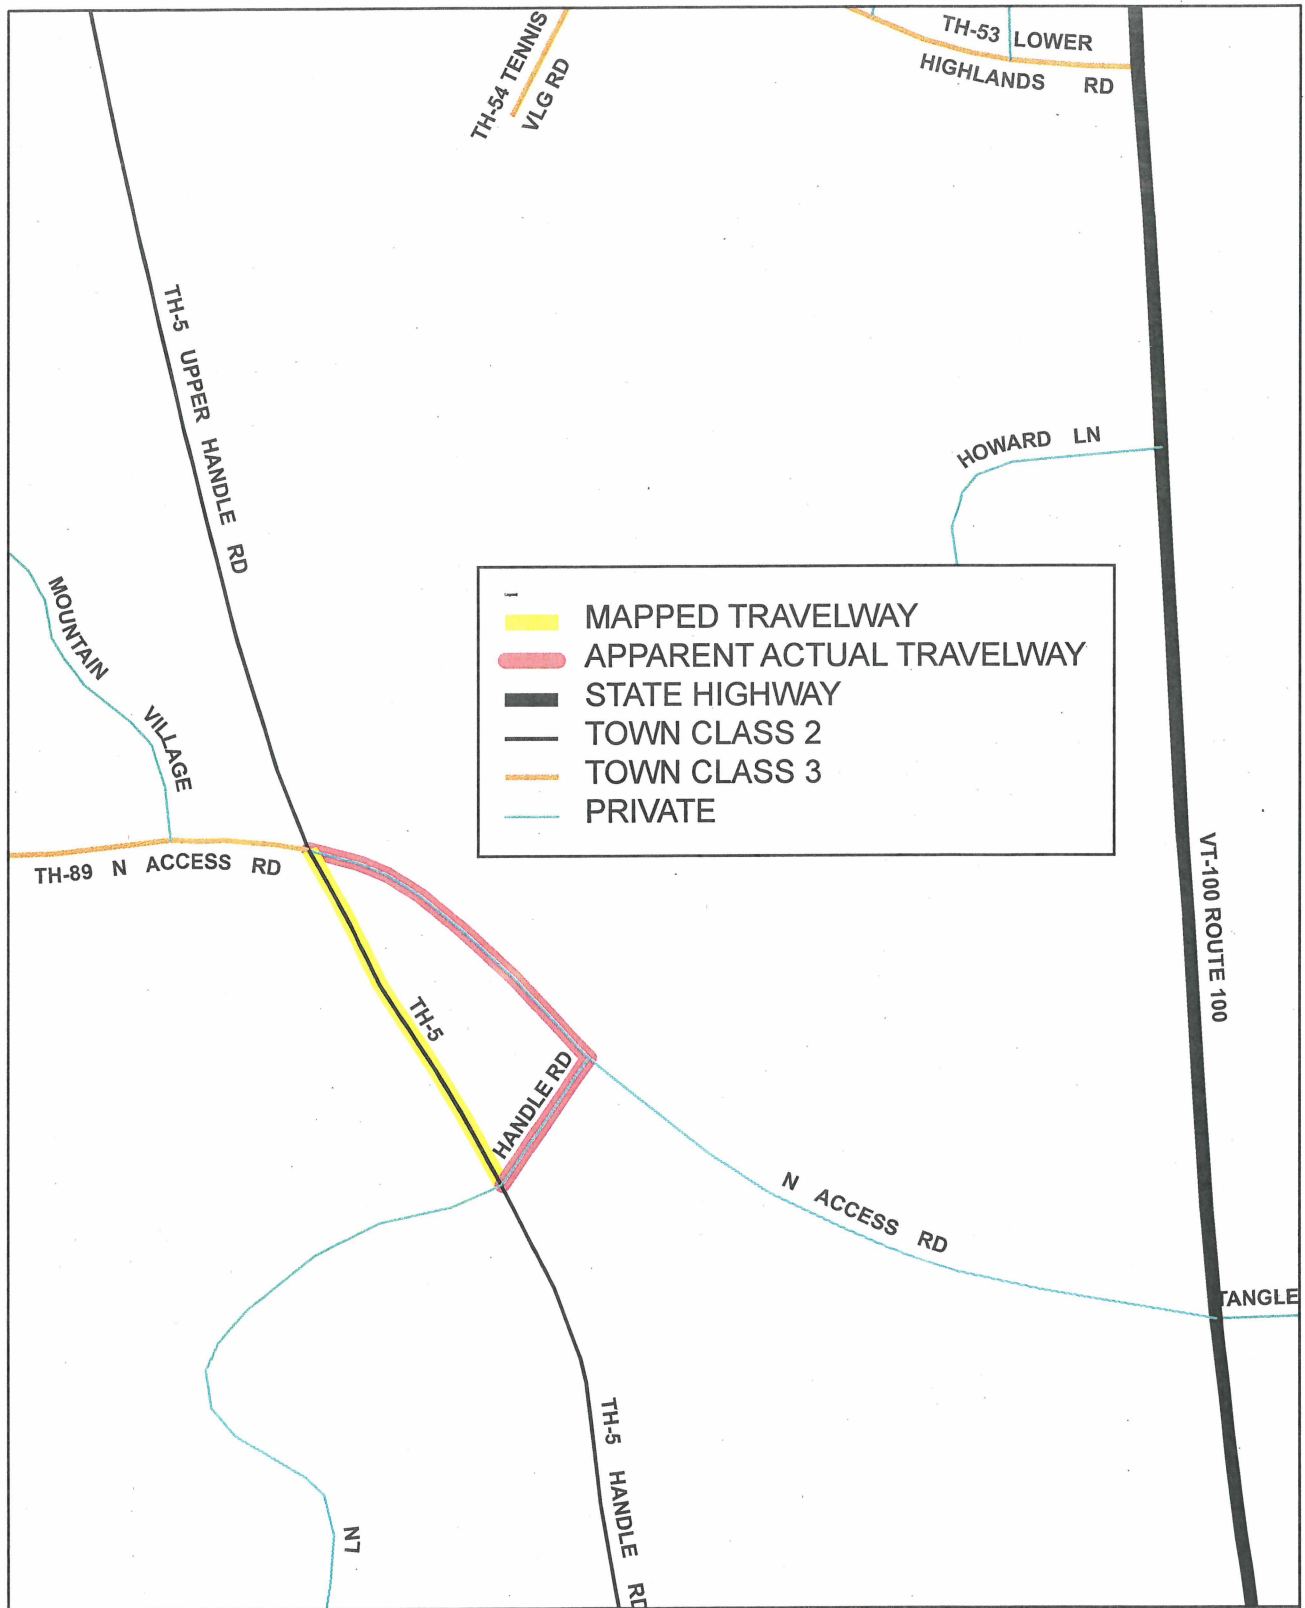 TH-54 TENNIS
VLG RD
TH-53 LOWER
HIGHLANDS RD
TH-5 UPPER HANDLE RD
HOWARD LN
MOUNTAIN
VILLAGE
MAPPED TRAVELWAY
APPARENT ACTUAL TRAVELWAY
STATE HIGHWAY
TOWN CLASS 2
TOWN CLASS 3
PRIVATE
TH-89 N ACCESS RD
VT-100 ROUTE 100
TH-5
HANDLE RD
N ACCESS RD
TANGLE
TH-5 HANDLE RD
LN